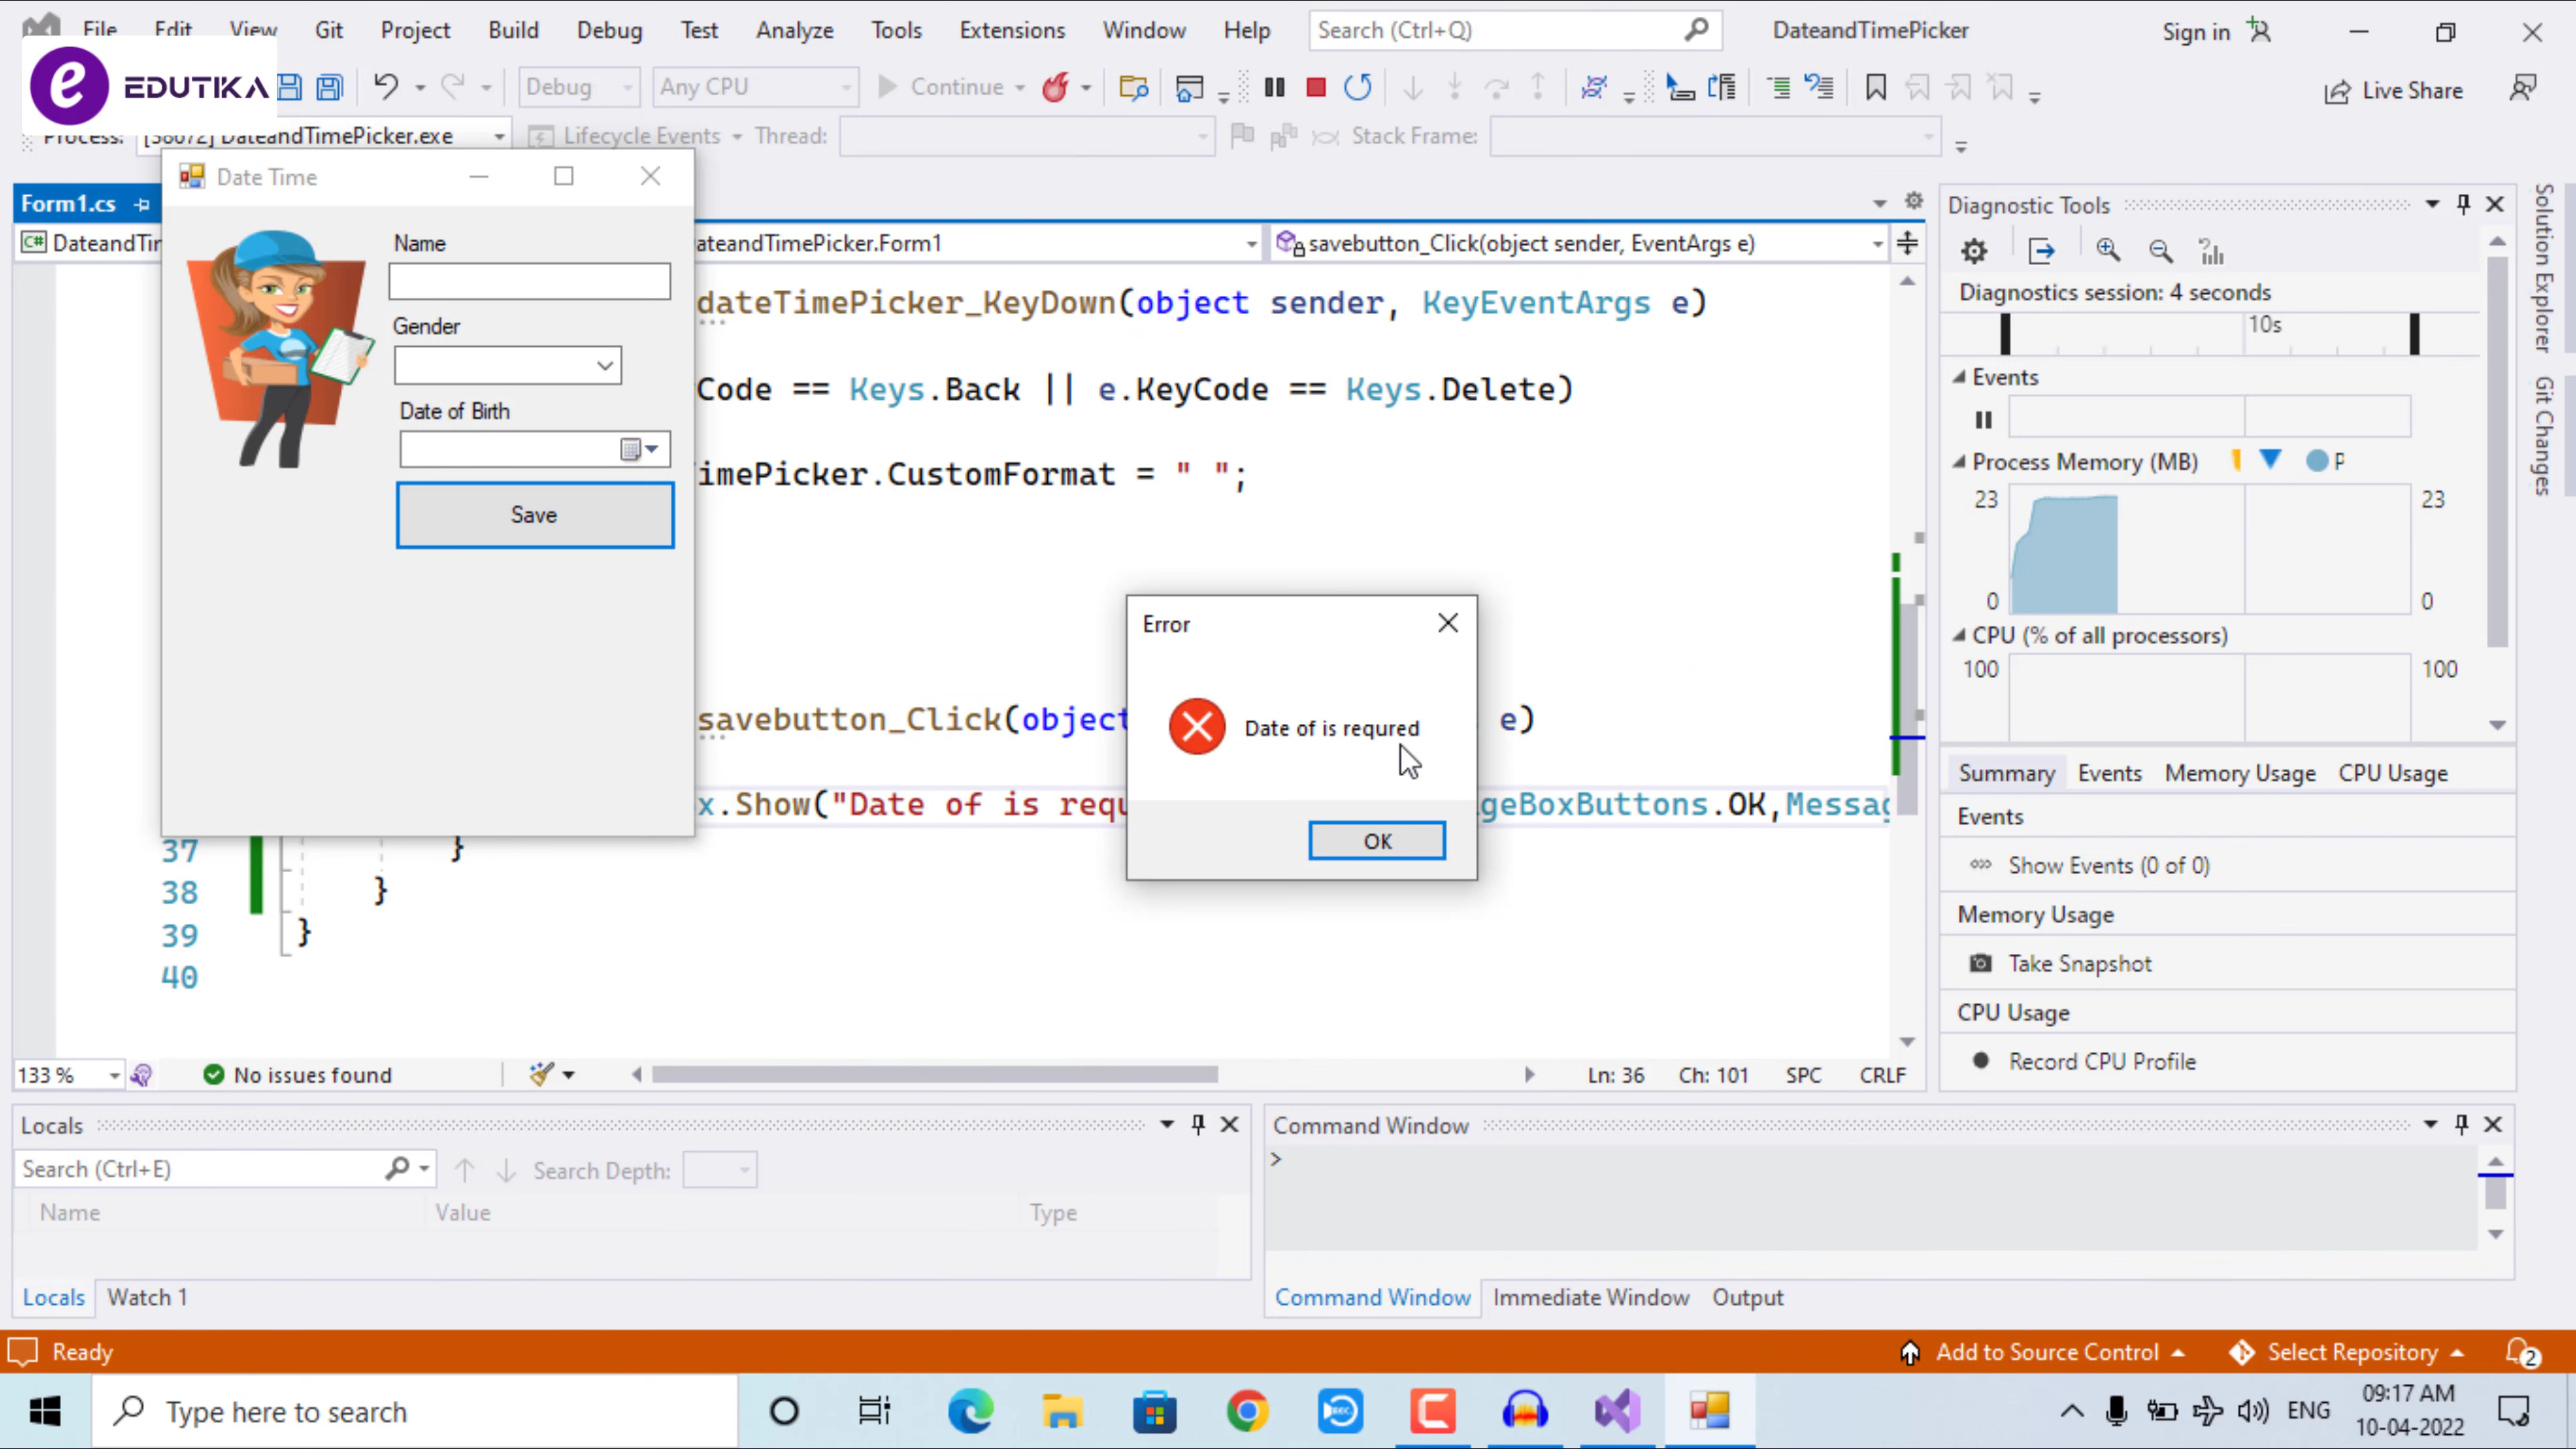 File Edit View Git Project Build Debug Test Analyze Tools Extensions Window Help Search (Ctrl+Q) DateandTimePicker Sign in
e EDUTIKA
Debug Any CPU Continue Live Share
Process: [38672] DateandTimePicker.exe Lifecycle Events Thread: Stack Frame:
Date Time
Form1.cs
C# DateandTim
ateandTimePicker.Form1
savebutton_Click(object sender, EventArgs e)
Name
Gender
Date of Birth
Save
dateTimePicker_KeyDown(object sender, KeyEventArgs e)
Code == Keys.Back || e.KeyCode == Keys.Delete)
imePicker.CustomFormat = " ";
savebutton_Click(object
e)
x.Show("Date of is requ
geBoxButtons.OK,Messag
37 }
38 }
39 }
40
Error
Date of is requred
OK
133 % No issues found Ln: 36 Ch: 101 SPC CRLF
Diagnostic Tools
Diagnostics session: 4 seconds
10s
Events
Process Memory (MB) P
23 23
0 0
CPU (% of all processors)
100 100
Summary Events Memory Usage CPU Usage
Events
Show Events (0 of 0)
Memory Usage
Take Snapshot
CPU Usage
Record CPU Profile
Solution Explorer
Git Changes
Locals
Search (Ctrl+E) Search Depth:
Name Value Type
Locals Watch 1
Command Window
>
Command Window Immediate Window Output
Ready Add to Source Control Select Repository 2
Type here to search
REC
ENG
09:17 AM
10-04-2022